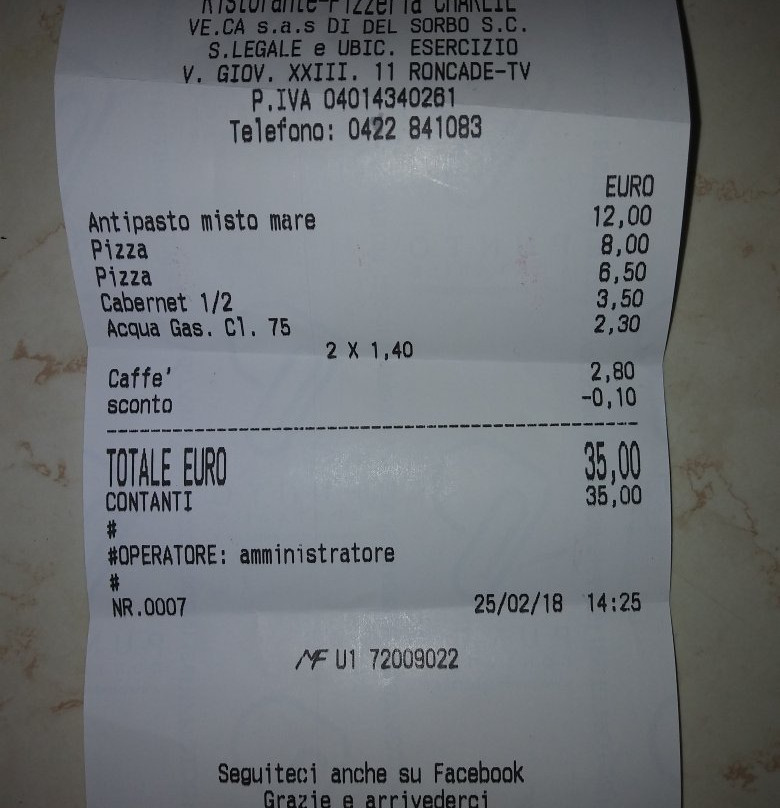 Ristorante-Pizzeria CHARLIE
VE.CA s.a.s DI DEL SORBO S.C.
S.LEGALE e UBIC. ESERCIZIO
V. GIOV. XXIII. 11 RONCADE-TV
P.IVA 04014340261
Telefono: 0422 841083
EURO
Antipasto misto mare 12,00
Pizza 8,00
Pizza 6,50
Cabernet 1/2 3,50
Acqua Gas. Cl. 75 2,30
2 X 1,40
Caffe' 2,80
sconto -0,10
TOTALE EURO 35,00
CONTANTI 35,00
#
#OPERATORE: amministratore
#
NR.0007 25/02/18 14:25
MF U1 72009022
Seguiteci anche su Facebook
Grazie e arrivederci